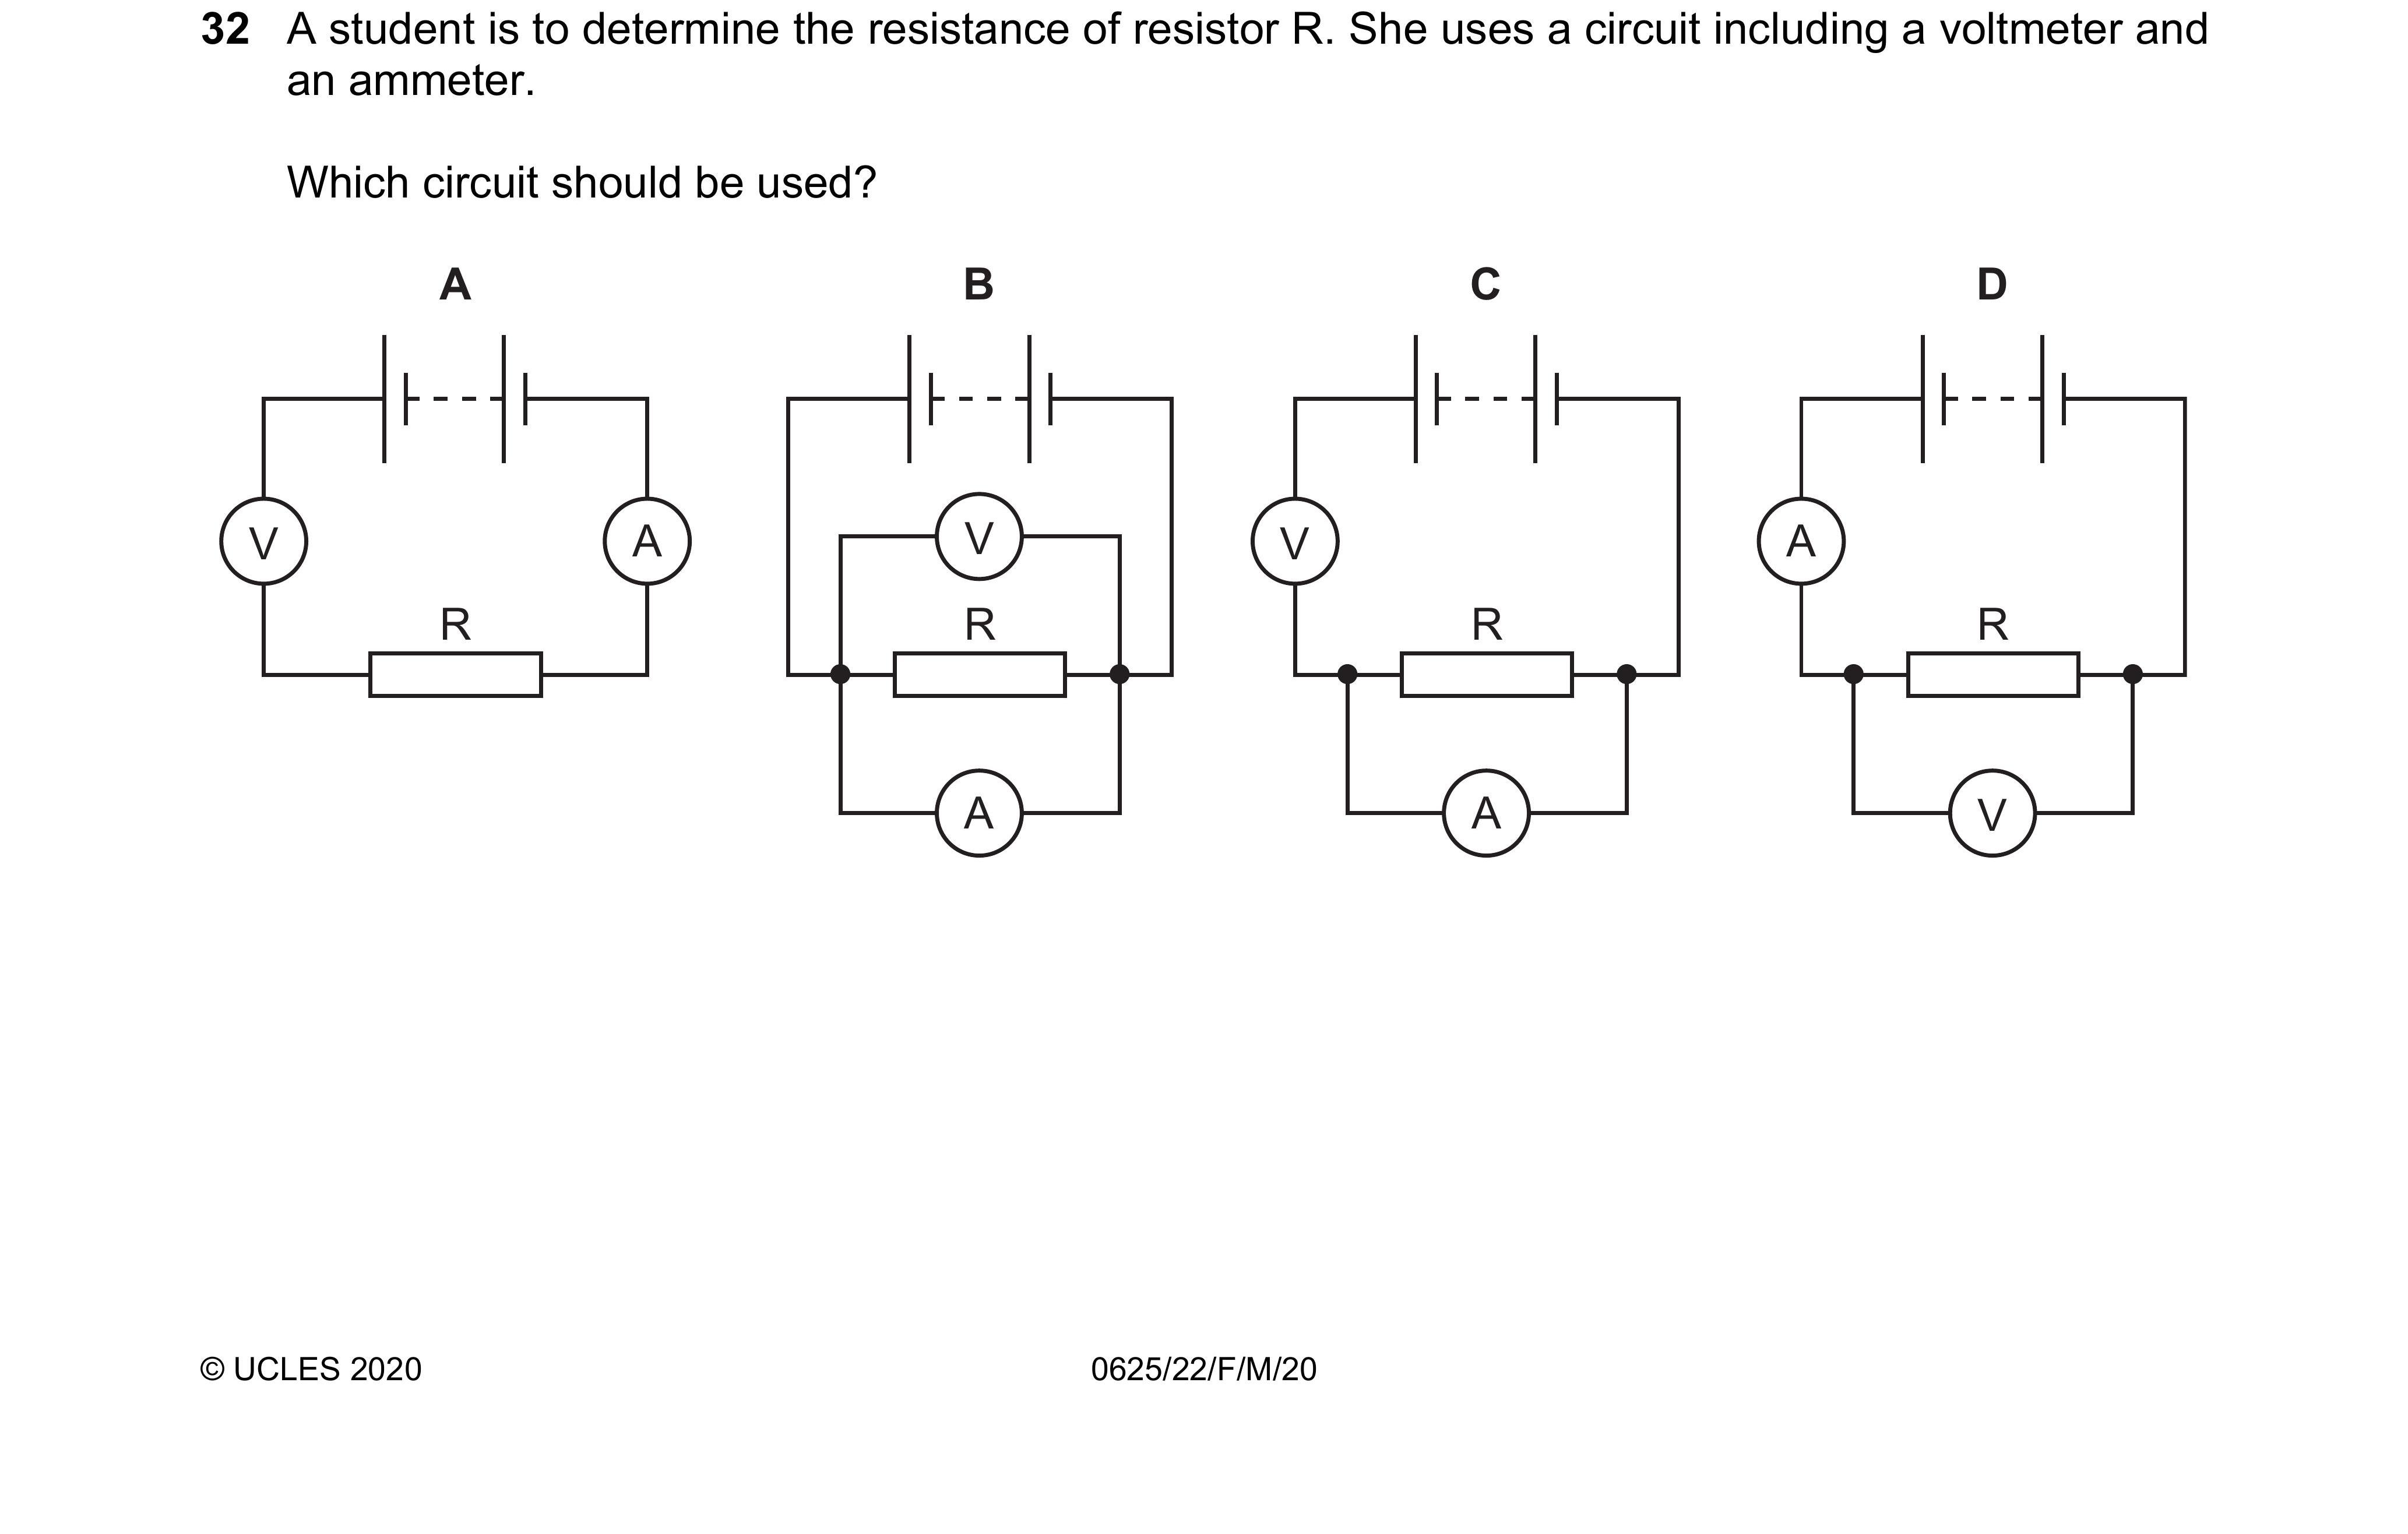 32 A student is to determine the resistance of resistor R. She uses a circuit including a voltmeter and
an ammeter.
Which circuit should be used?
A B C D
V A R
V R A
V R A
A R V
© UCLES 2020 0625/22/F/M/20